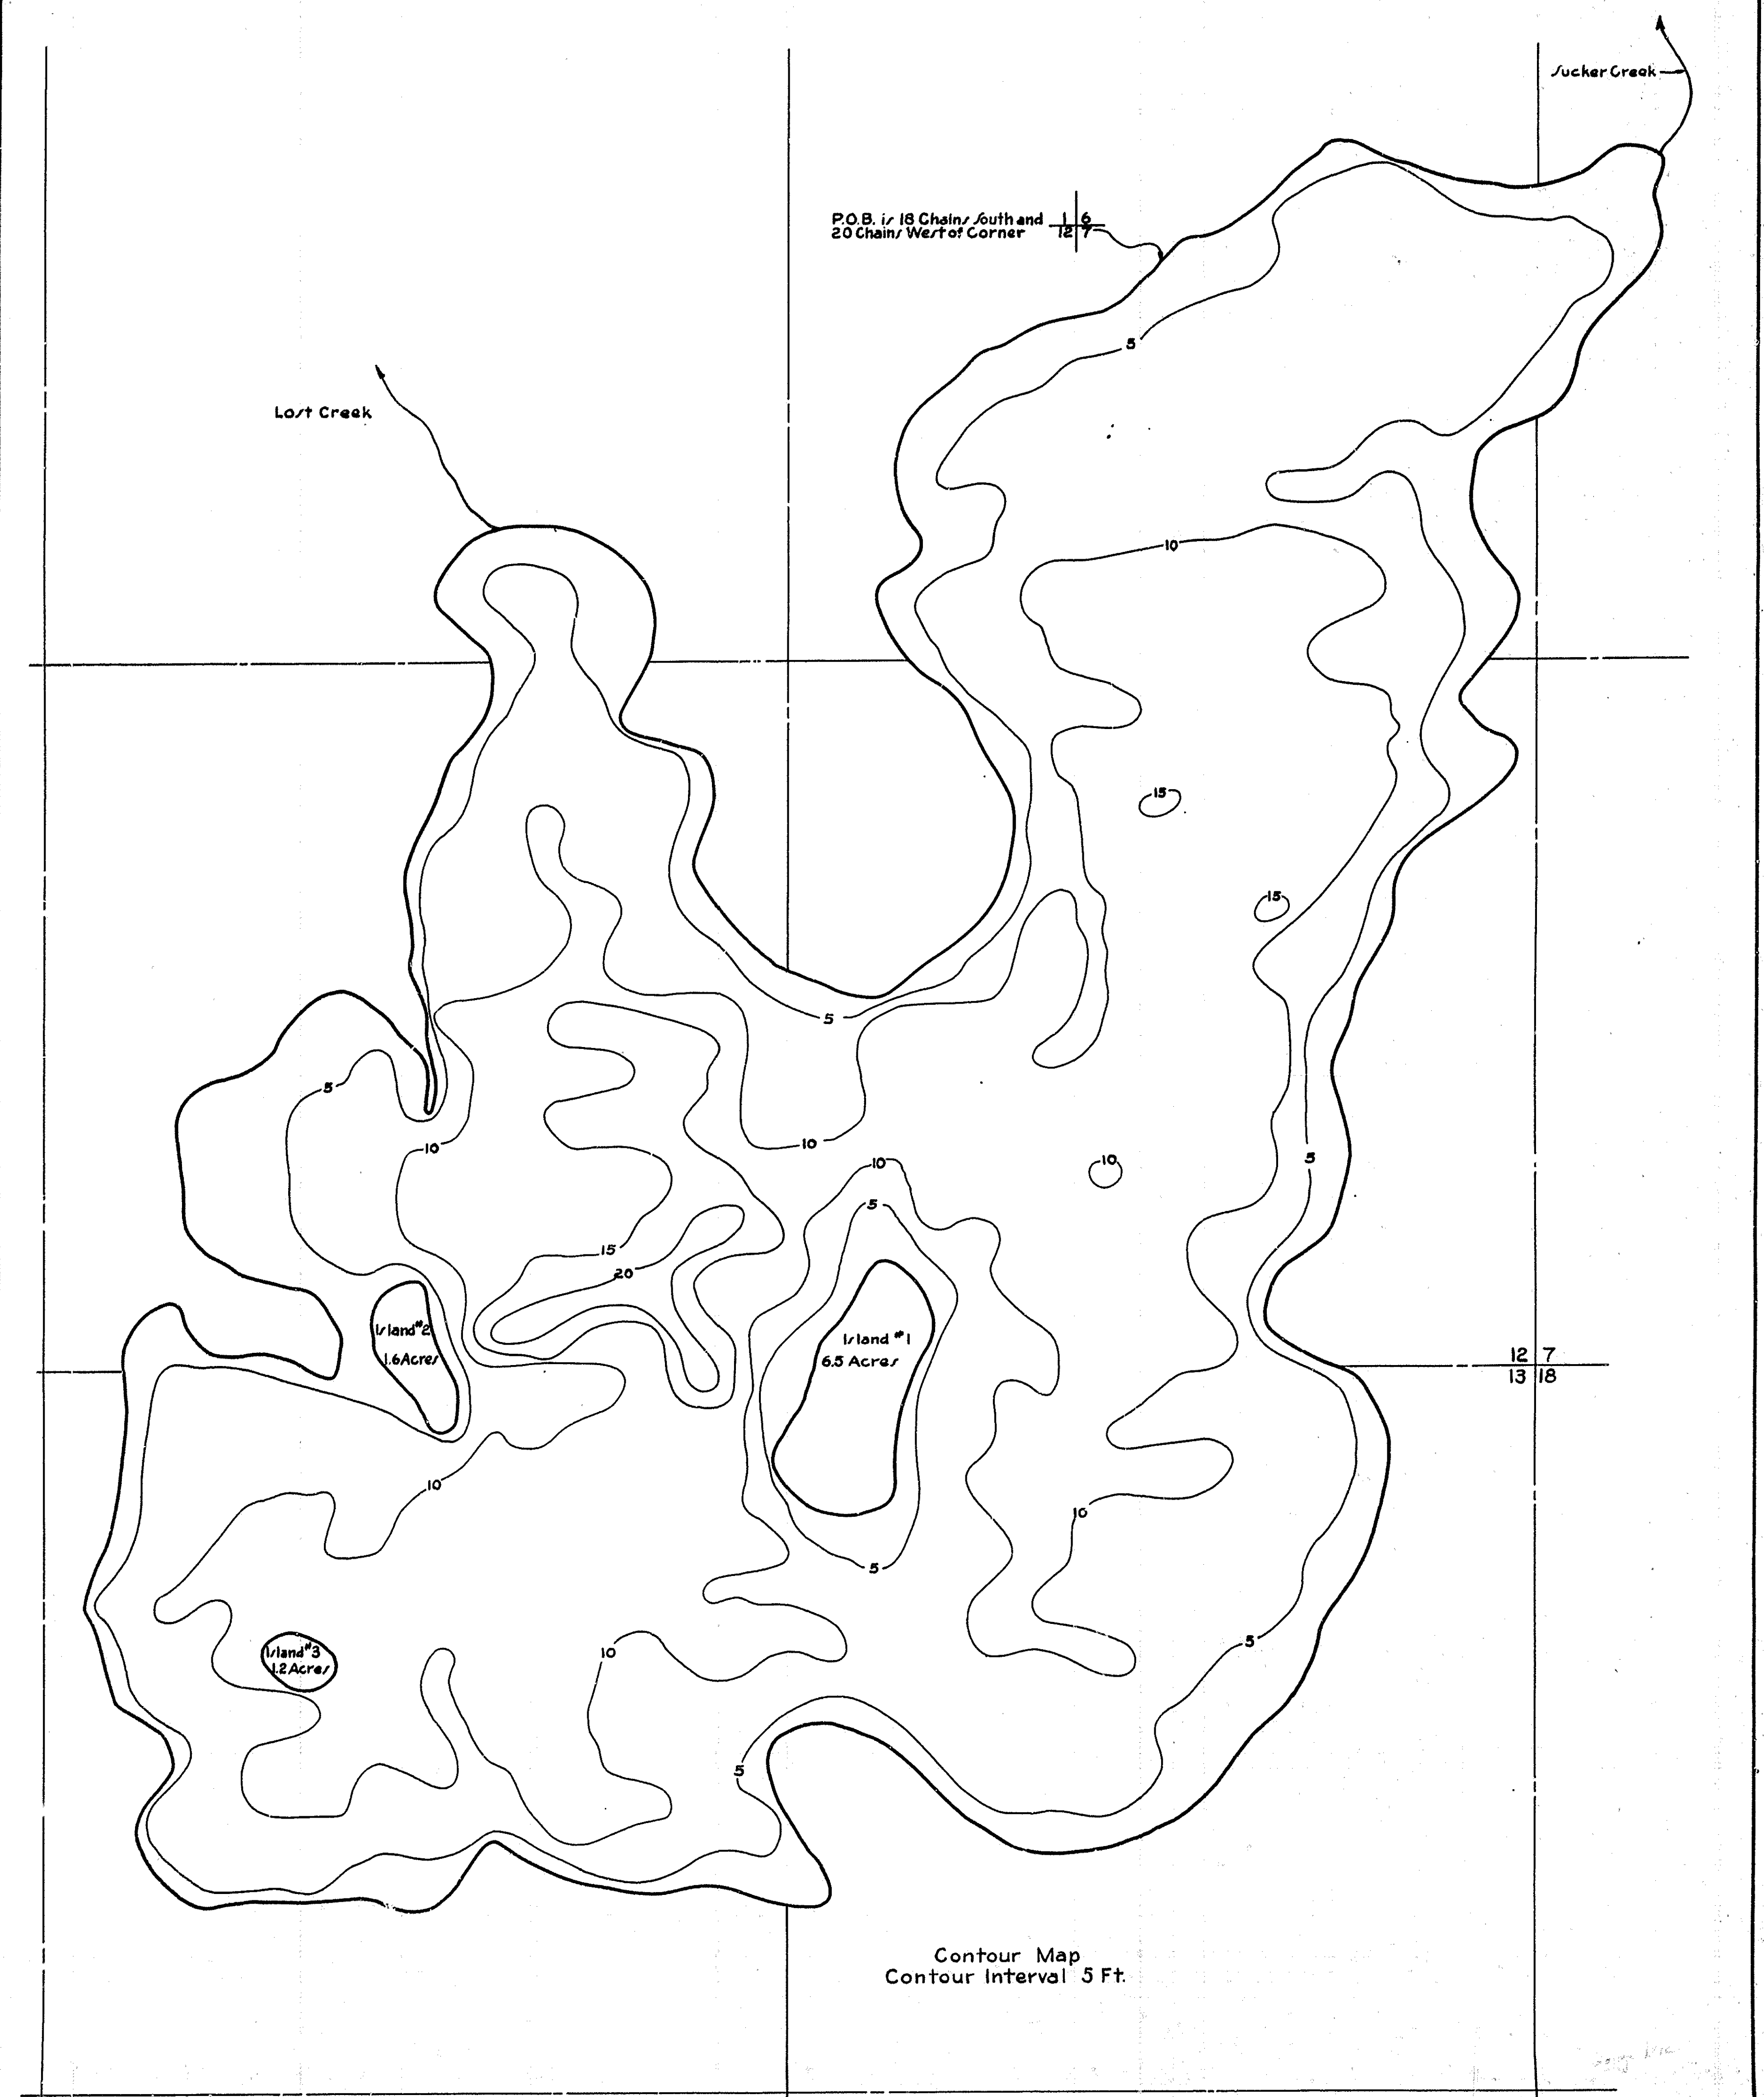 Sucker Creek
P.O.B. is 18 Chains South and
20 Chains West of Corner
1 6
12 7
5
Lost Creek
10
15
15
5
5
10
10
10
10
5
5
15
20
Island #2
1.6 Acres
Island #1
6.5 Acres
12 7
13 18
10
10
5
Island #3
1.2 Acres
10
5
5
Contour Map
Contour Interval 5 Ft.